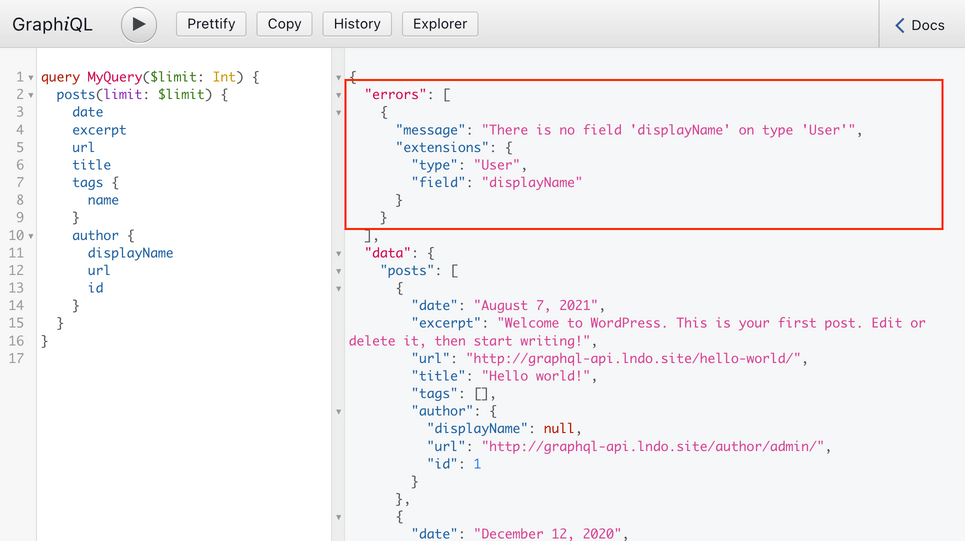 GraphiQL
Prettify
Copy
History
Explorer
Docs
1 query MyQuery($limit: Int) {
2 posts(limit: $limit) {
3 date
4 excerpt
5 url
6 title
7 tags {
8 name
9 }
10 author {
11 displayName
12 url
13 id
14 }
15 }
16 }
17
{
"errors": [
{
"message": "There is no field 'displayName' on type 'User'",
"extensions": {
"type": "User",
"field": "displayName"
}
}
],
"data": {
"posts": [
{
"date": "August 7, 2021",
"excerpt": "Welcome to WordPress. This is your first post. Edit or
delete it, then start writing!",
"url": "http://graphql-api.lndo.site/hello-world/",
"title": "Hello world!",
"tags": [],
"author": {
"displayName": null,
"url": "http://graphql-api.lndo.site/author/admin/",
"id": 1
}
},
{
"date": "December 12, 2020",